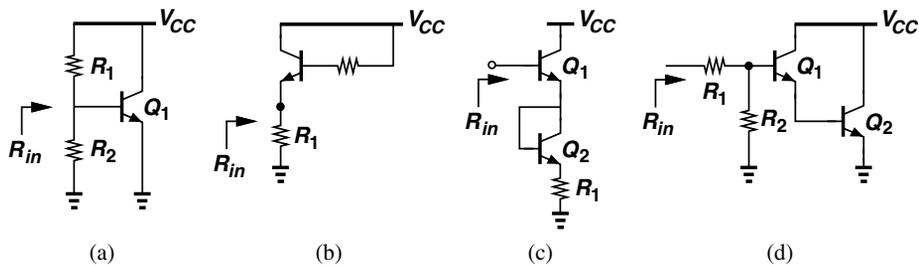 V_CC
R_1
Q_1
R_in
R_2
(a)
V_CC
R_in
R_1
(b)
V_CC
Q_1
R_in
Q_2
R_1
(c)
V_CC
R_1
Q_1
R_in
R_2
Q_2
(d)